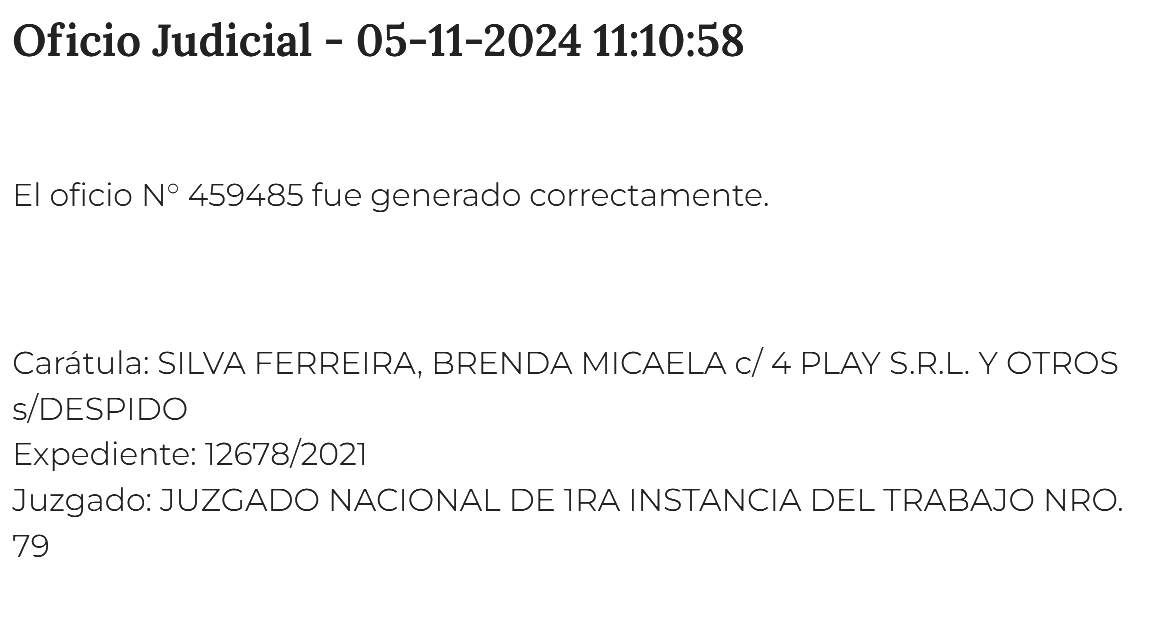 Oficio Judicial - 05-11-2024 11:10:58
El oficio N° 459485 fue generado correctamente.
Carátula: SILVA FERREIRA, BRENDA MICAELA c/ 4 PLAY S.R.L. Y OTROS
s/DESPIDO
Expediente: 12678/2021
Juzgado: JUZGADO NACIONAL DE 1RA INSTANCIA DEL TRABAJO NRO.
79